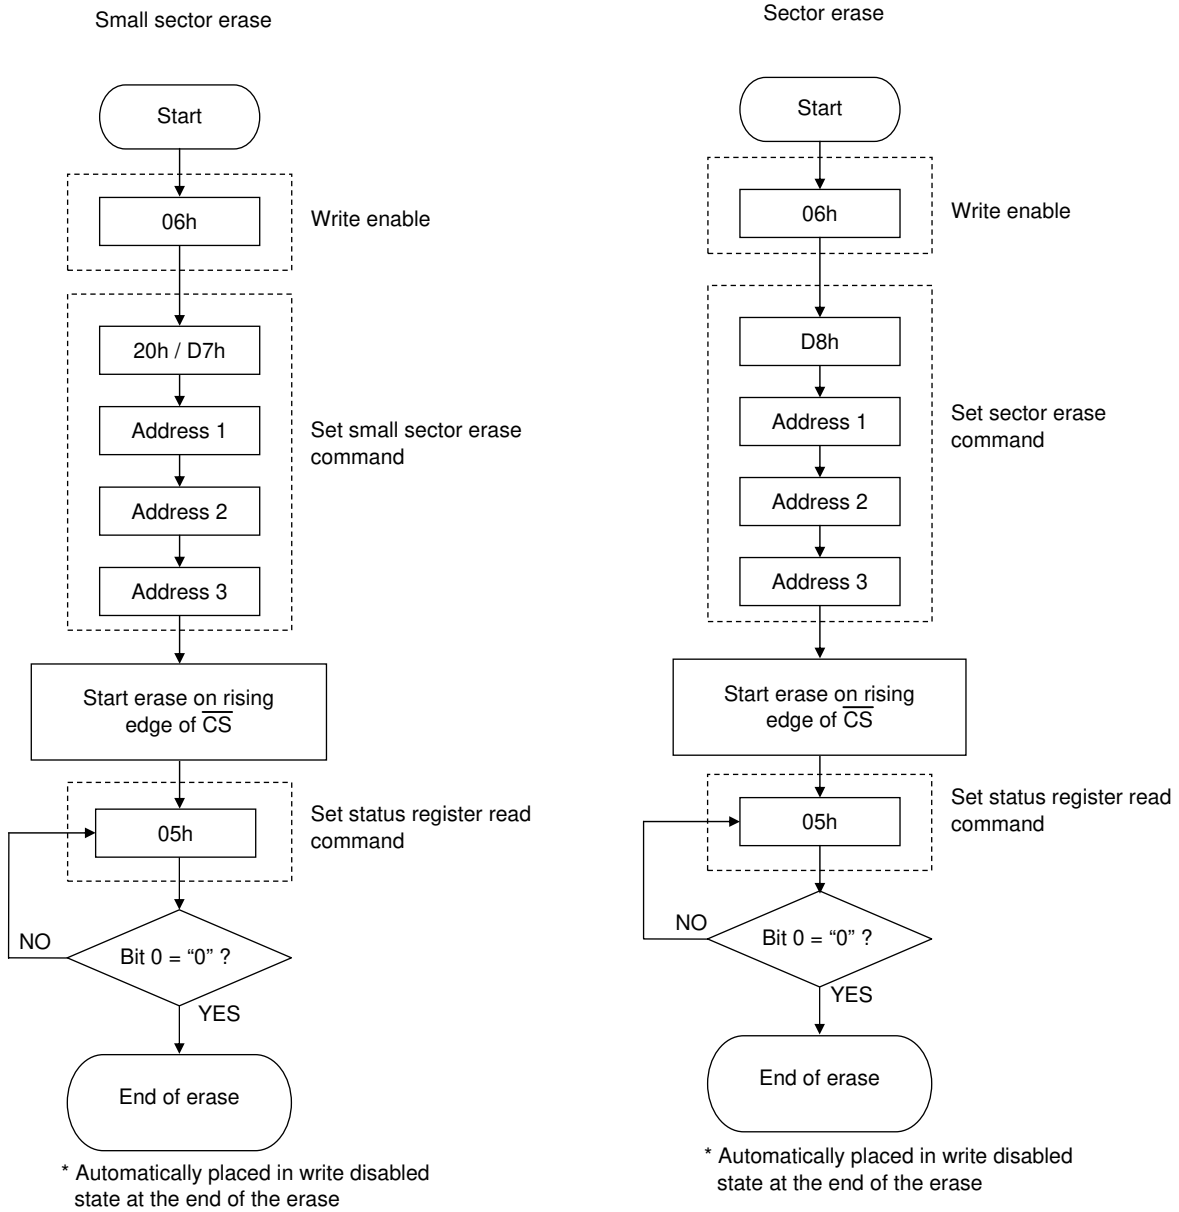 Small sector erase
Start
06h
Write enable
20h / D7h
Address 1
Address 2
Address 3
Set small sector erase
command
Start erase on rising
edge of C̅S̅
05h
Set status register read
command
Bit 0 = “0” ?
NO
YES
End of erase
* Automatically placed in write disabled
state at the end of the erase
Sector erase
Start
06h
Write enable
D8h
Address 1
Address 2
Address 3
Set sector erase
command
Start erase on rising
edge of C̅S̅
05h
Set status register read
command
Bit 0 = “0” ?
NO
YES
End of erase
* Automatically placed in write disabled
state at the end of the erase